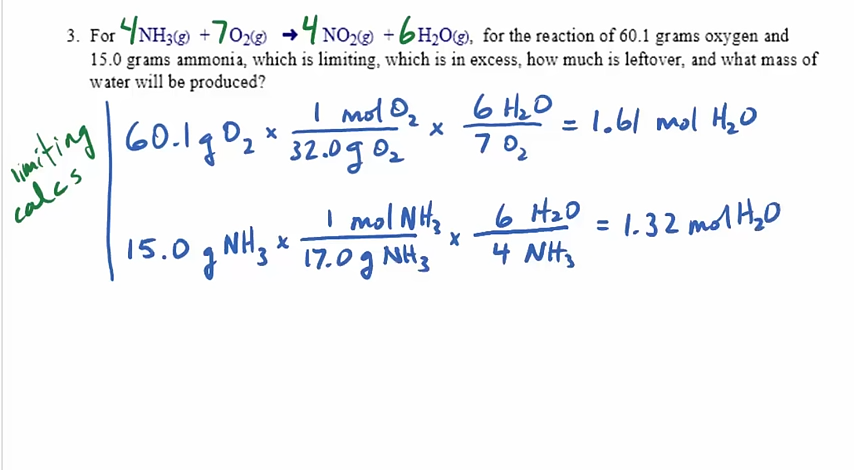 3. For 4NH₃(g) + 7O₂(g) → 4 NO₂(g) + 6H₂O(g), for the reaction of 60.1 grams oxygen and
15.0 grams ammonia, which is limiting, which is in excess, how much is leftover, and what mass of
water will be produced?
limiting
calcs
60.1 g O₂ × 1 mol O₂ / 32.0 g O₂ × 6 H₂O / 7 O₂ = 1.61 mol H₂O
15.0 g NH₃ × 1 mol NH₃ / 17.0 g NH₃ × 6 H₂O / 4 NH₃ = 1.32 mol H₂O